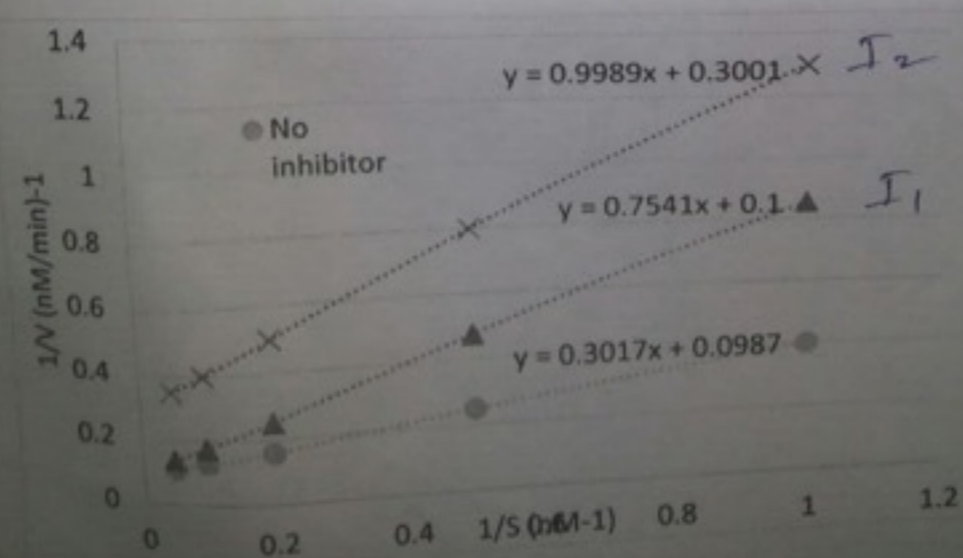 1.4
y = 0.9989x + 0.3001
I2
1.2
No
inhibitor
1
y = 0.7541x + 0.1
I1
0.8
0.6
0.4
y = 0.3017x + 0.0987
0.2
0
1/V (nM/min)-1
0
0.2
0.4
1/S
0.8
1
1.2